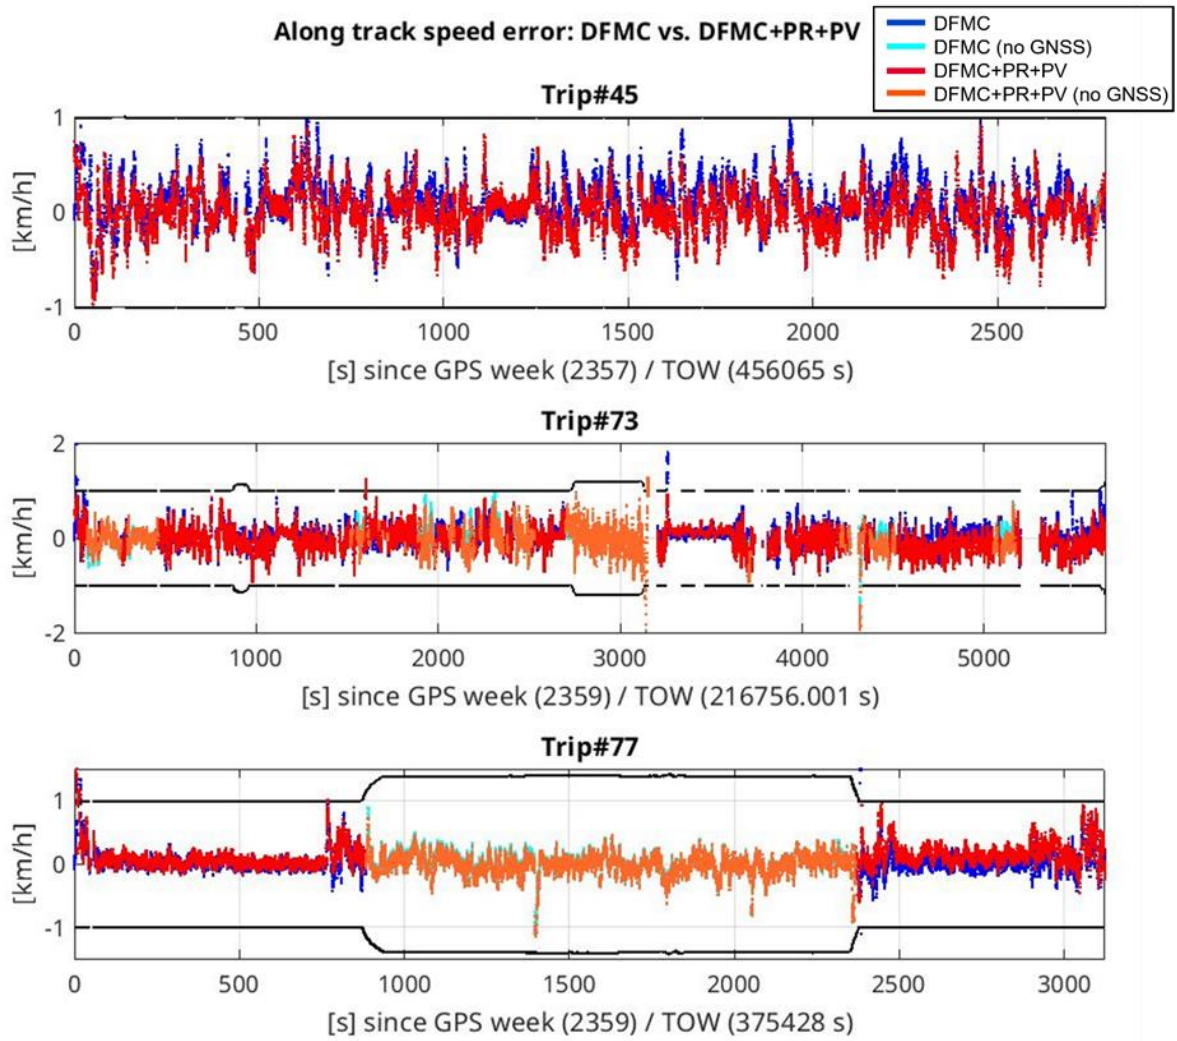 Along track speed error: DFMC vs. DFMC+PR+PV
DFMC
DFMC (no GNSS)
DFMC+PR+PV
DFMC+PR+PV (no GNSS)
Trip#45
[km/h]
1
0
-1
0 500 1000 1500 2000 2500
[s] since GPS week (2357) / TOW (456065 s)
Trip#73
[km/h]
2
0
-2
0 1000 2000 3000 4000 5000
[s] since GPS week (2359) / TOW (216756.001 s)
Trip#77
[km/h]
1
0
-1
0 500 1000 1500 2000 2500 3000
[s] since GPS week (2359) / TOW (375428 s)